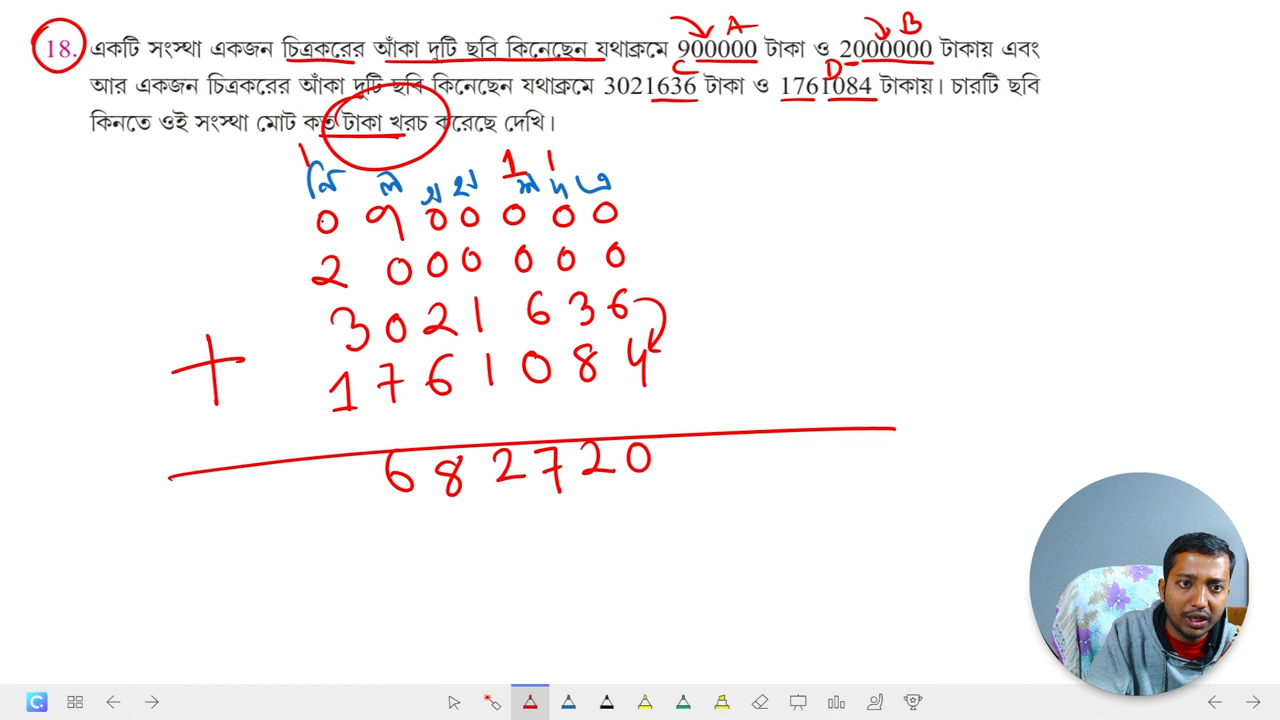 A B
18. একটি সংস্থা একজন চিত্রকরের আঁকা দুটি ছবি কিনেছেন যথাক্রমে 900000 টাকা ও 2000000 টাকায় এবং
C D
আর একজন চিত্রকরের আঁকা দুটি ছবি কিনেছেন যথাক্রমে 3021636 টাকা ও 1761084 টাকায়। চারটি ছবি
কিনতে ওই সংস্থা মোট কত টাকা খরচ করেছে দেখি।
1 1 1
নি ল অ হা শ দ এ
0 9 0 0 0 0 0
2 0 0 0 0 0 0
3 0 2 1 6 3 6
+ 1 7 6 1 0 8 4
6 8 2 7 2 0
C